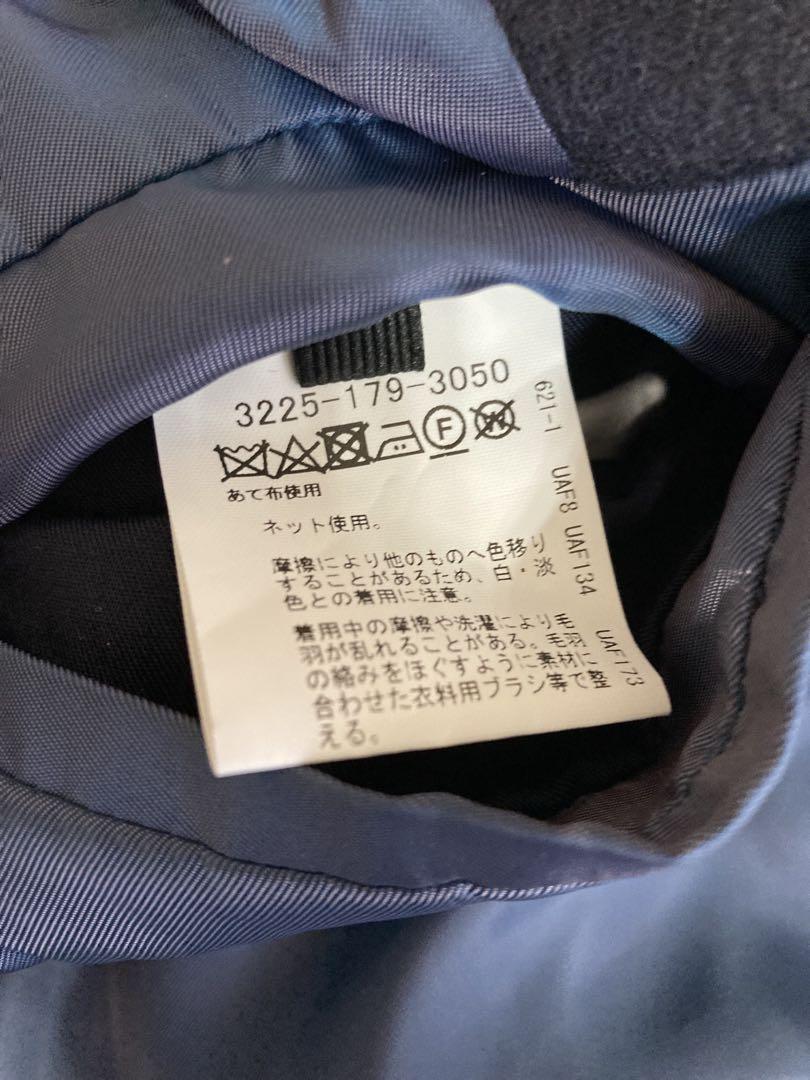 3225-179-3050
F
W
あて布使用
ネット使用。
摩擦により他のものへ色移り
することがあるため、白・淡
色との着用に注意。
着用中の摩擦や洗濯により毛
羽が乱れることがある。毛羽
の絡みをほぐすように素材に
合わせた衣料用ブラシ等で整
える。
621-1 UAF8 UAF134 UAF173